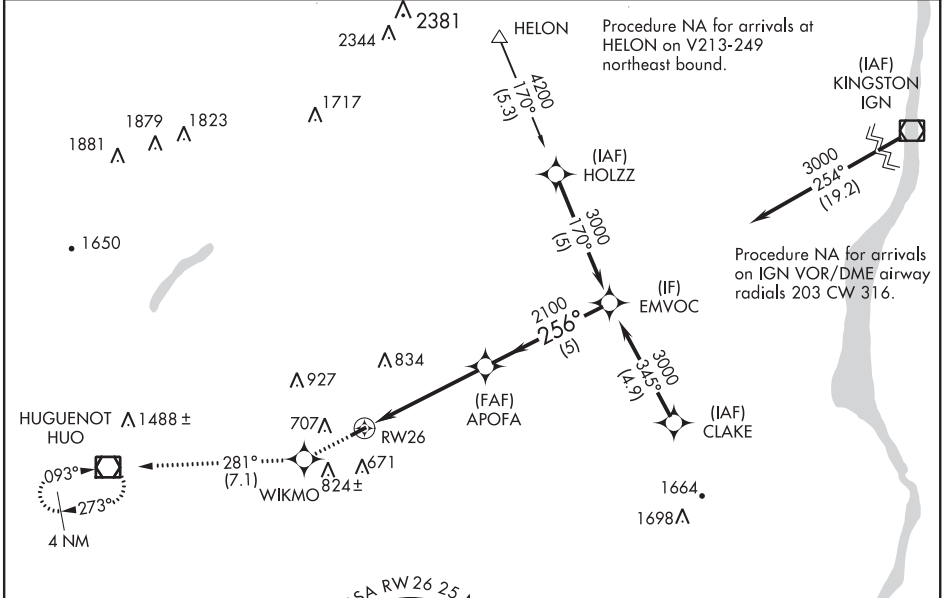 2381
2344
HELON
Procedure NA for arrivals at
HELON on V213-249
northeast bound.
(IAF)
KINGSTON
IGN
4200
170°
(5.3)
1717
1879
1823
1881
(IAF)
HOLZZ
3000
254°
(19.2)
3000
170°
(5)
1650
Procedure NA for arrivals
on IGN VOR/DME airway
radials 203 CW 316.
(IF)
EMVOC
2100
256°
(5)
834
927
3000
345°
(4.9)
(FAF)
APOFA
(IAF)
CLAKE
HUGUENOT
HUO
1488 ±
707
RW26
093°
281°
(7.1)
WIKMO
824 ±
671
273°
4 NM
1664
1698
SA RW 26 25